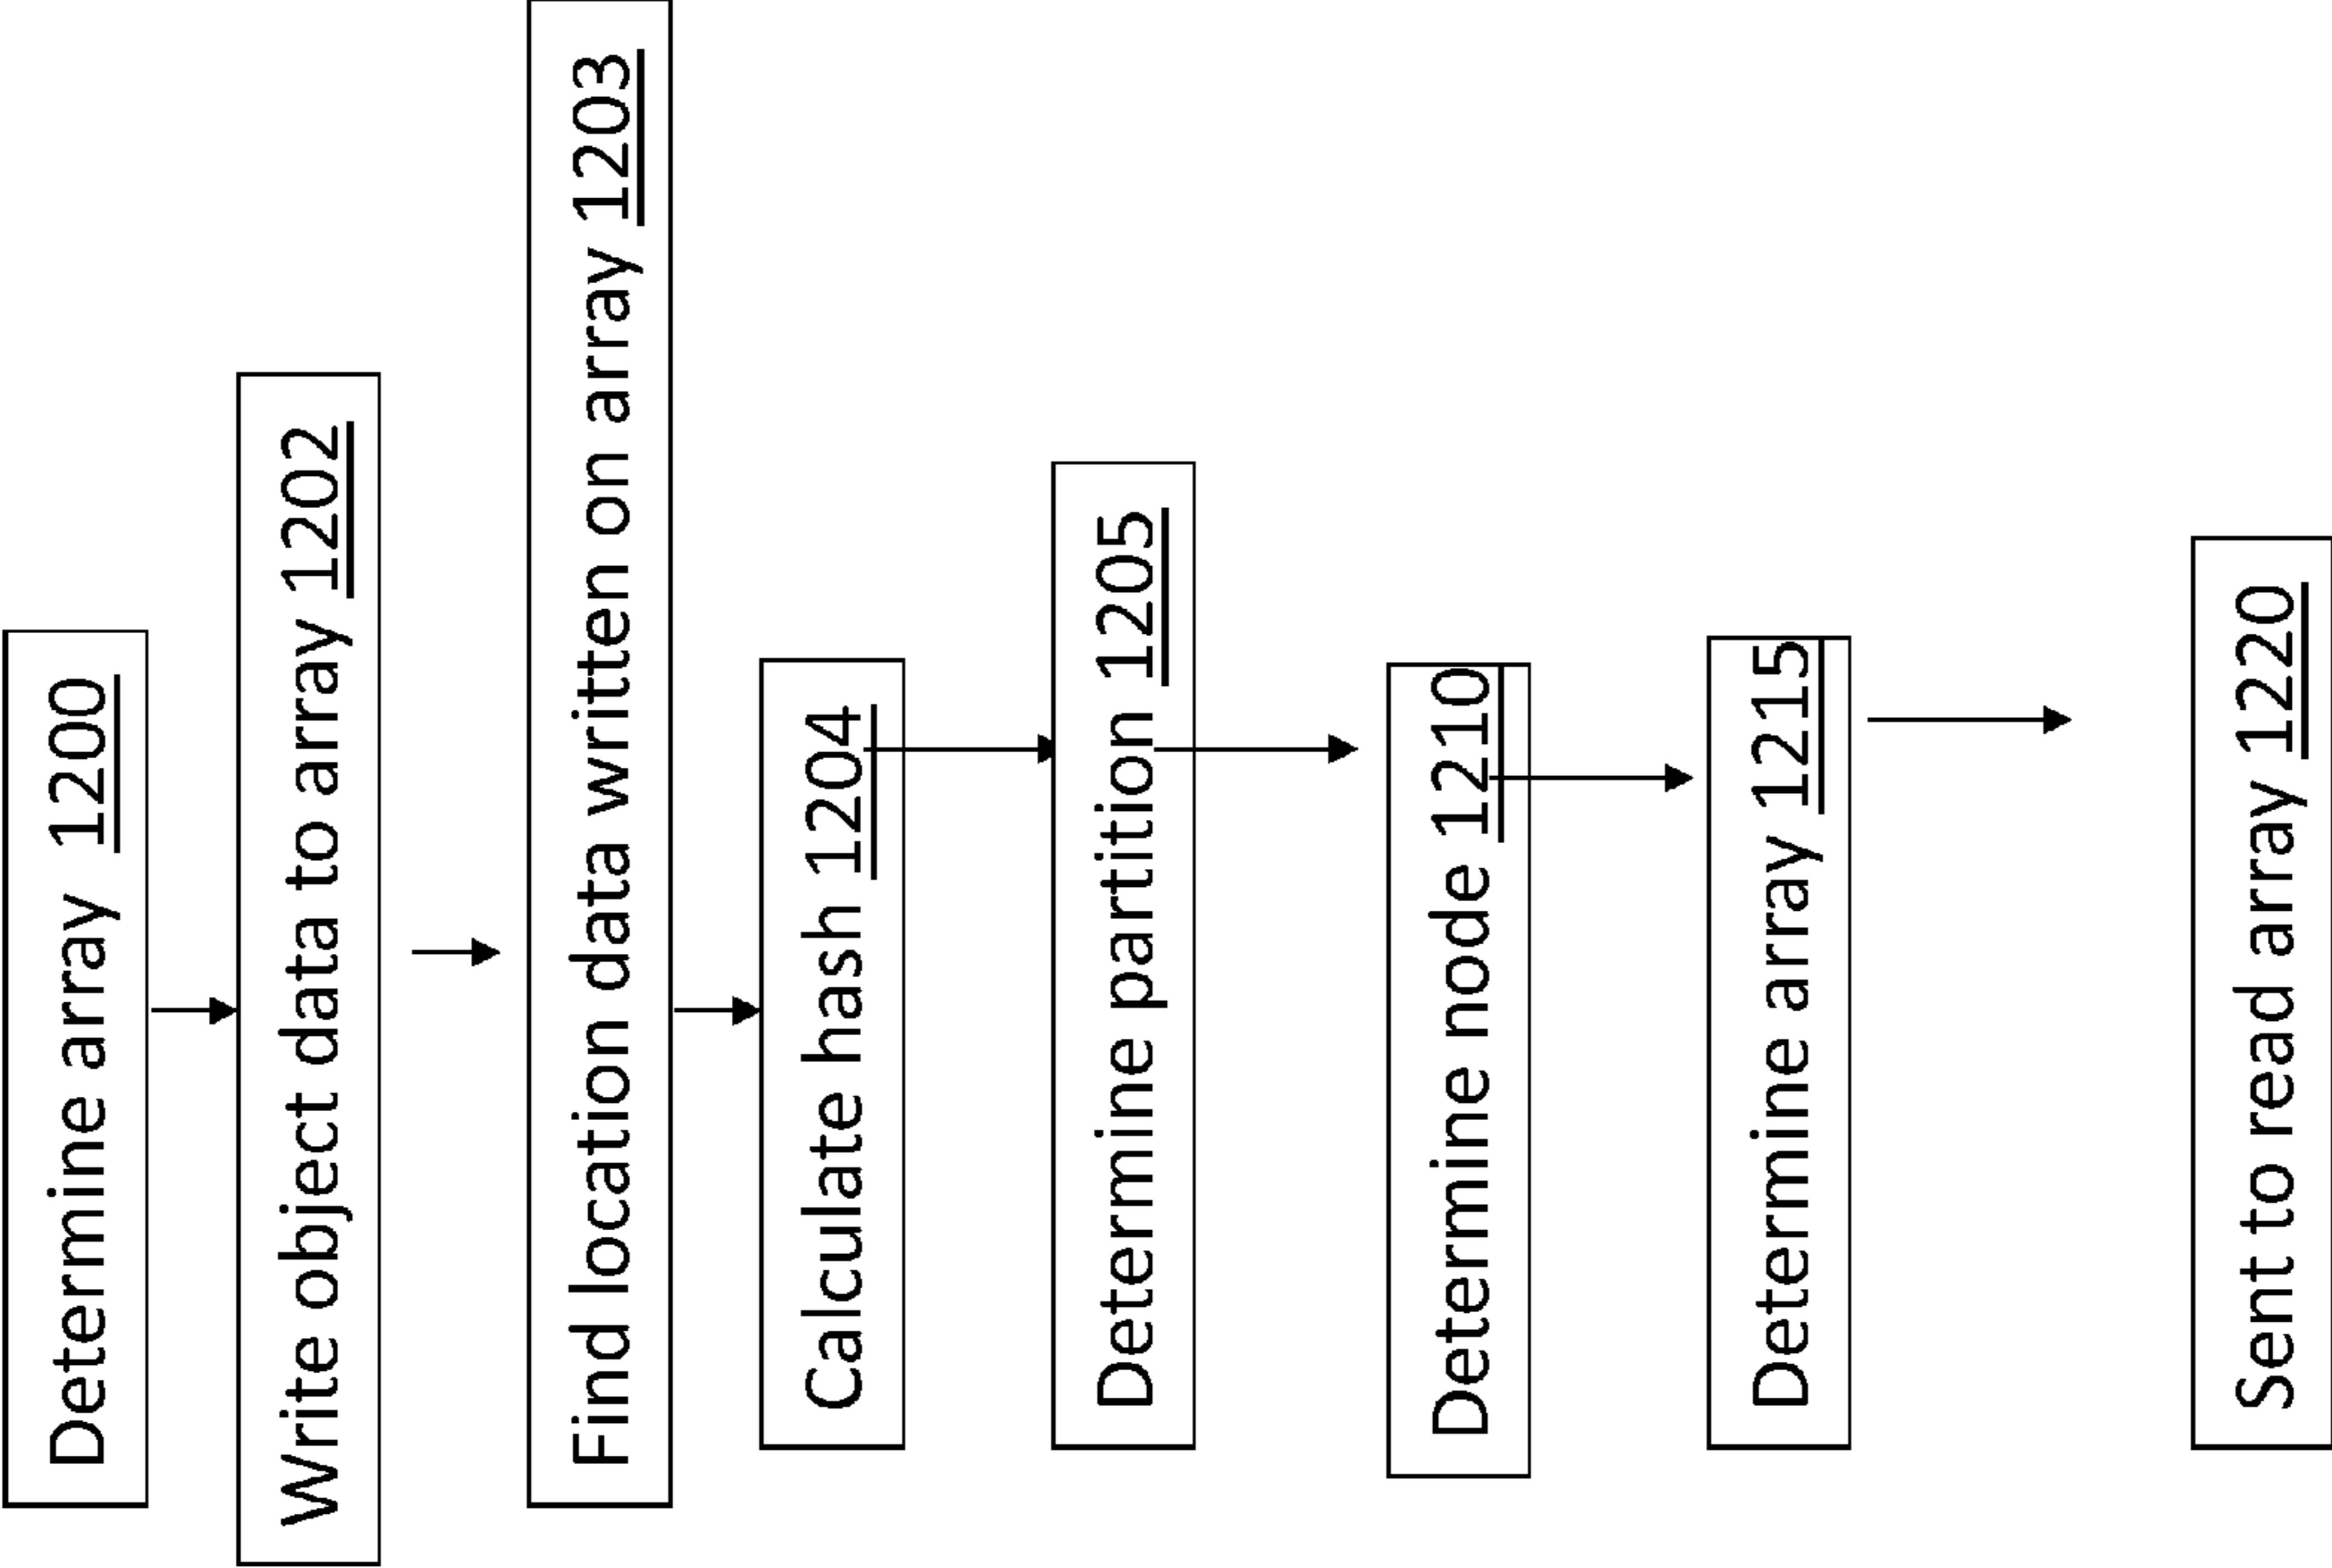 Determine array 1200
Write object data to array 1202
Find location data written on array 1203
Calculate hash 1204
Determine partition 1205
Determine node 1210
Determine array 1215
Sent to read array 1220